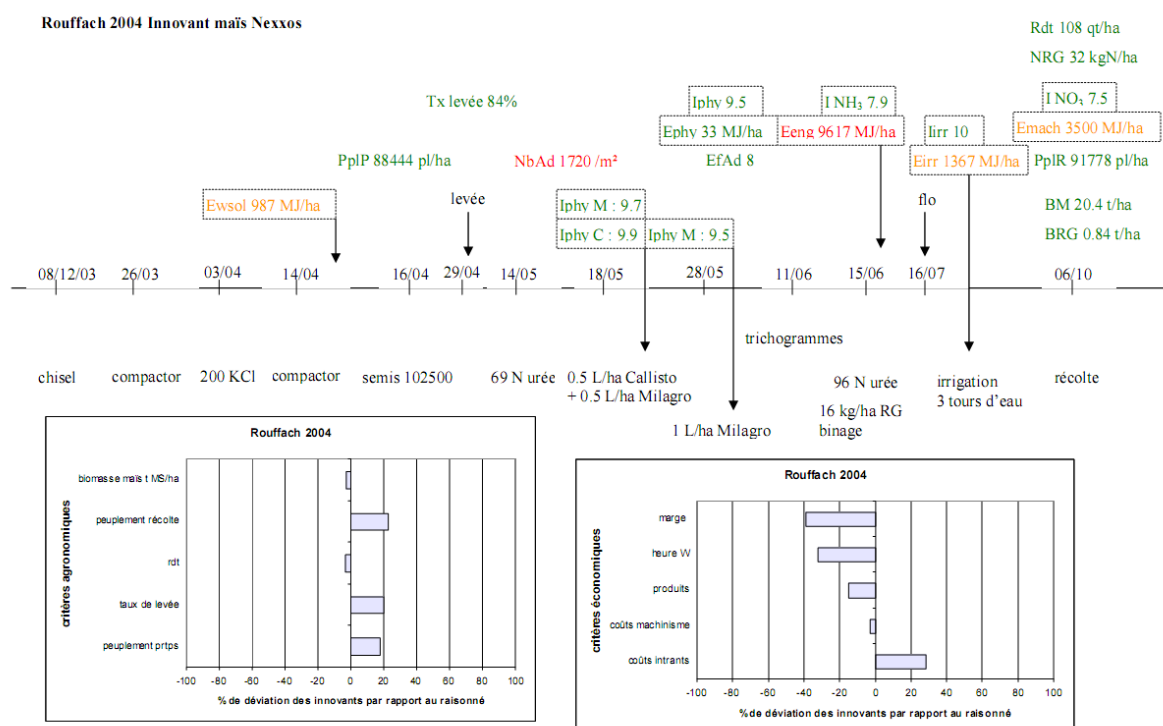 Rouffach 2004 Innovant maïs Nexxos
Rdt 108 qt/ha
NRG 32 kgN/ha
Tx levée 84%
Iphy 9.5
I NH₃ 7.9
I NO₃ 7.5
Ephy 33 MJ/ha
Eeng 9617 MJ/ha
Iirr 10
Emach 3500 MJ/ha
PplP 88444 pl/ha
NbAd 1720 /m²
EfAd 8
Eirr 1367 MJ/ha
PplR 91778 pl/ha
Ewsol 987 MJ/ha
levée
Iphy M : 9.7
flo
BM 20.4 t/ha
Iphy C : 9.9
Iphy M : 9.5
BRG 0.84 t/ha
08/12/03
26/03
03/04
14/04
16/04
29/04
14/05
18/05
28/05
11/06
15/06
16/07
06/10
trichogrammes
chisel
compactor
200 KCl
compactor
semis 102500
69 N urée
0.5 L/ha Callisto
+ 0.5 L/ha Milagro
96 N urée
16 kg/ha RG
binage
irrigation
3 tours d'eau
récolte
1 L/ha Milagro
Rouffach 2004
critères agronomiques
biomasse maïs t MS/ha
peuplement récolte
rdt
taux de levée
peuplement prtps
-100 -80 -60 -40 -20 0 20 40 60 80 100
% de déviation des innovants par rapport au raisonné
Rouffach 2004
critères économiques
marge
heure W
produits
coûts machinisme
coûts intrants
-100 -80 -60 -40 -20 0 20 40 60 80 100
%de déviation des innovants par rapport au raisonné